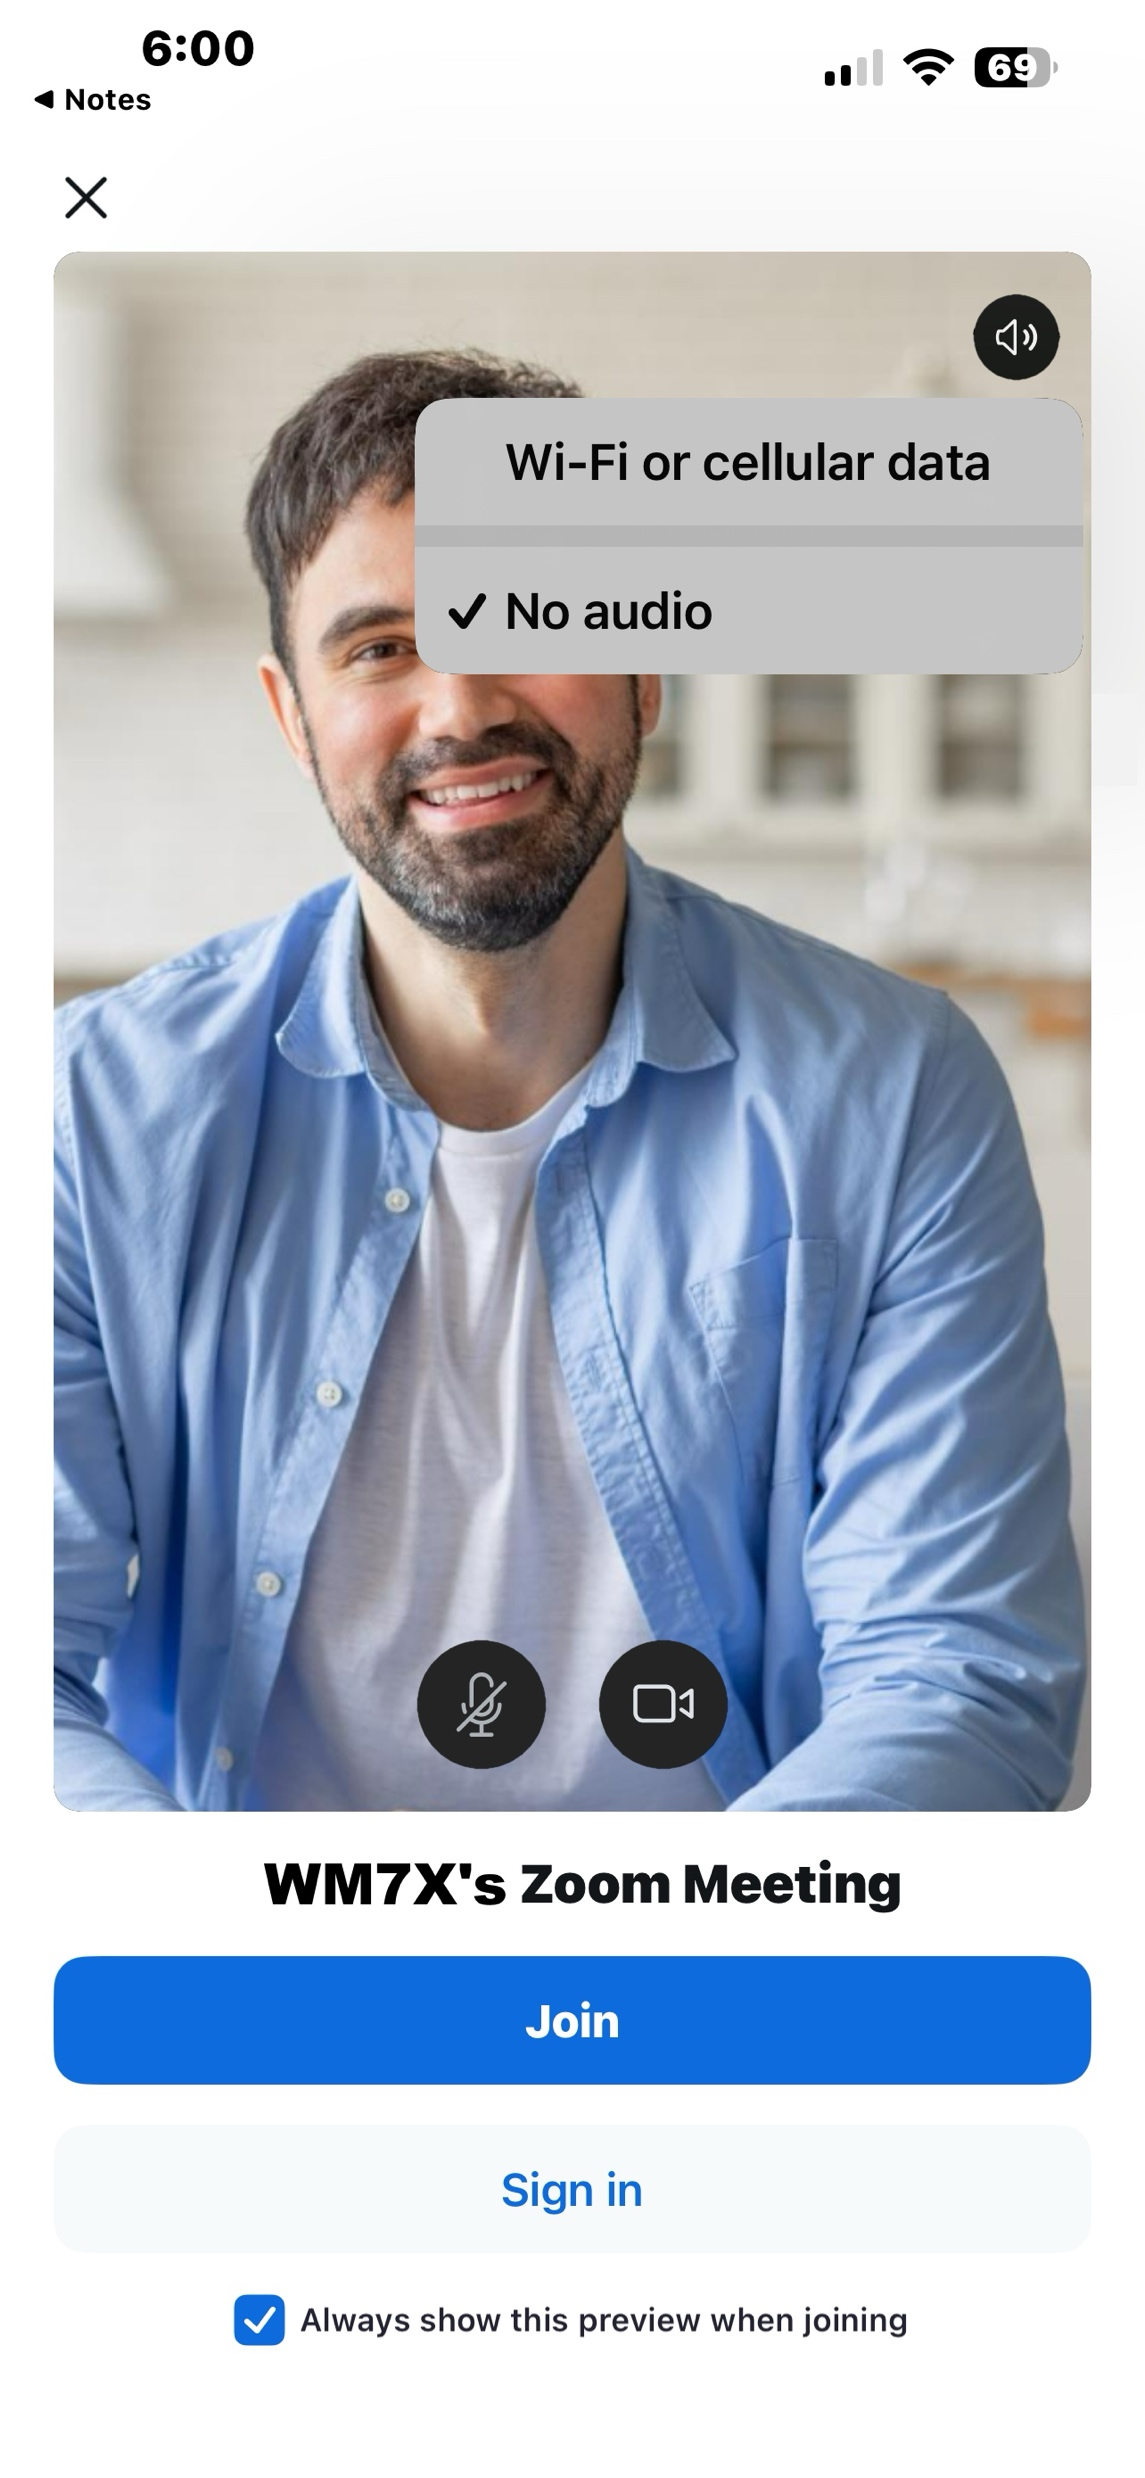 6:00
69
Notes
Wi-Fi or cellular data
No audio
WM7X's Zoom Meeting
Join
Sign in
Always show this preview when joining